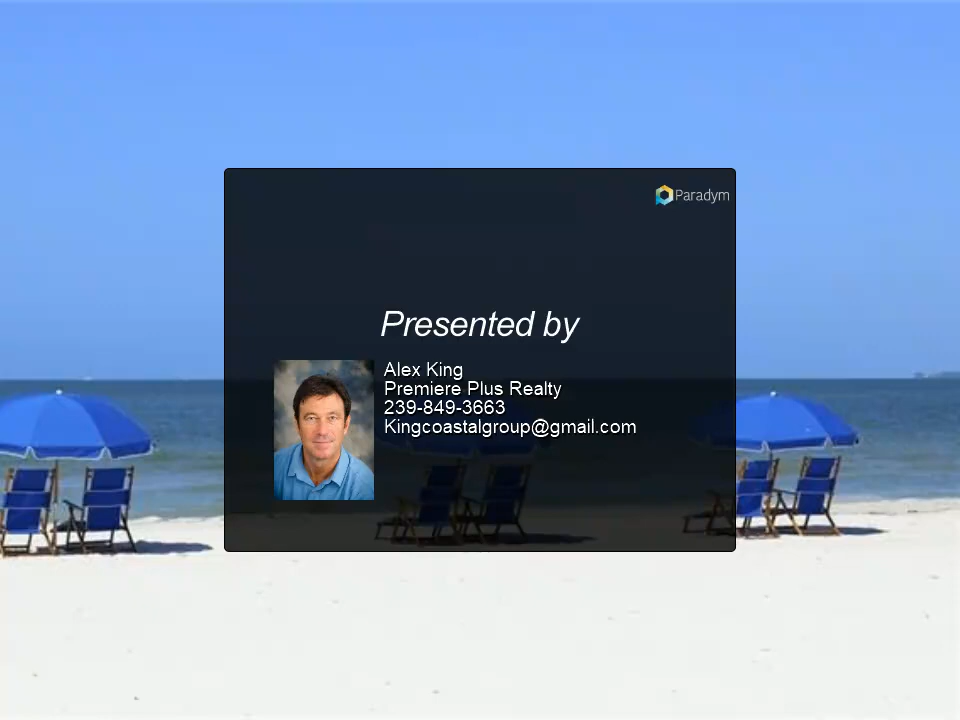 Paradym
Presented by
Alex King
Premiere Plus Realty
239-849-3663
Kingcoastalgroup@gmail.com